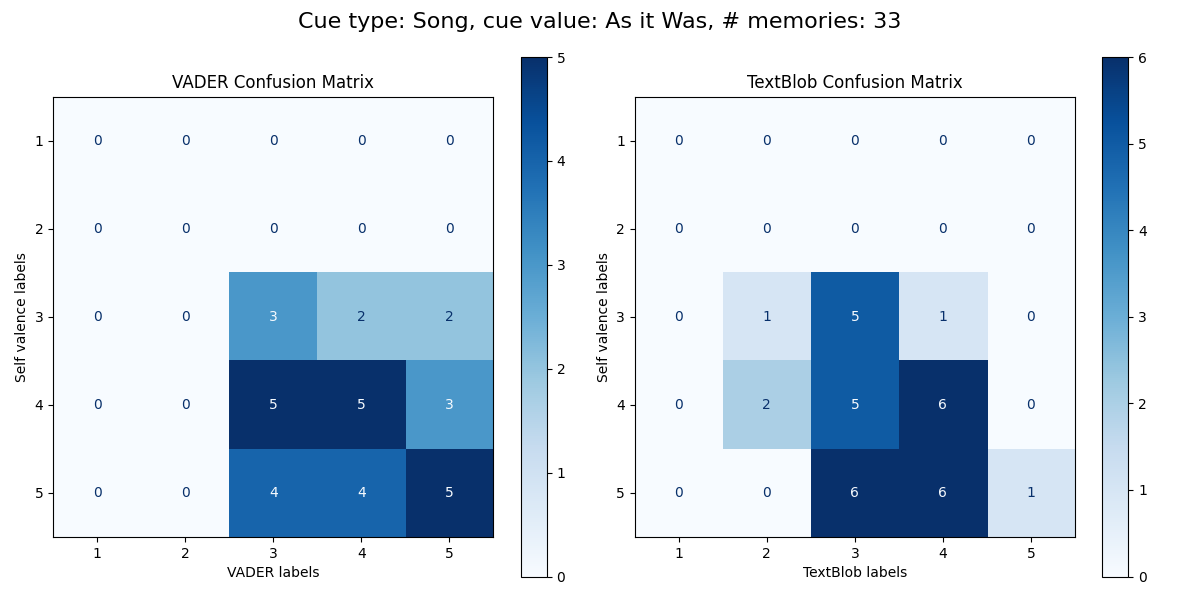 Cue type: Song, cue value: As it Was, # memories: 33
VADER Confusion Matrix
Self valence labels
1 0 0 0 0 0
2 0 0 0 0 0
3 0 0 3 2 2
4 0 0 5 5 3
5 0 0 4 4 5
1 2 3 4 5
VADER labels
5
4
3
2
1
0
TextBlob Confusion Matrix
Self valence labels
1 0 0 0 0 0
2 0 0 0 0 0
3 0 1 5 1 0
4 0 2 5 6 0
5 0 0 6 6 1
1 2 3 4 5
TextBlob labels
6
5
4
3
2
1
0